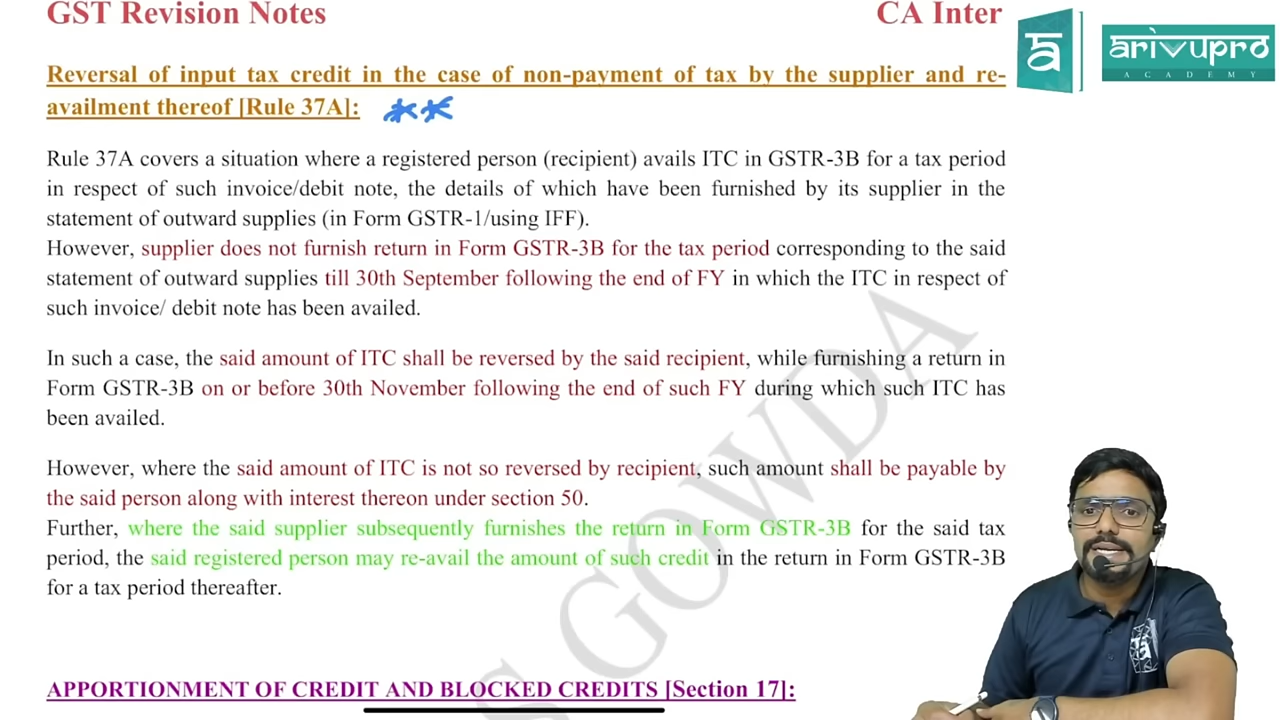 GST Revision Notes
CA Inter
arivupro
ACADEMY
Reversal of input tax credit in the case of non-payment of tax by the supplier and re-
availment thereof [Rule 37A]:
Rule 37A covers a situation where a registered person (recipient) avails ITC in GSTR-3B for a tax period
in respect of such invoice/debit note, the details of which have been furnished by its supplier in the
statement of outward supplies (in Form GSTR-1/using IFF).
However, supplier does not furnish return in Form GSTR-3B for the tax period corresponding to the said
statement of outward supplies till 30th September following the end of FY in which the ITC in respect of
such invoice/ debit note has been availed.
In such a case, the said amount of ITC shall be reversed by the said recipient, while furnishing a return in
Form GSTR-3B on or before 30th November following the end of such FY during which such ITC has
been availed.
However, where the said amount of ITC is not so reversed by recipient, such amount shall be payable by
the said person along with interest thereon under section 50.
Further, where the said supplier subsequently furnishes the return in Form GSTR-3B for the said tax
period, the said registered person may re-avail the amount of such credit in the return in Form GSTR-3B
for a tax period thereafter.
S GOWDA
APPORTIONMENT OF CREDIT AND BLOCKED CREDITS [Section 17]: